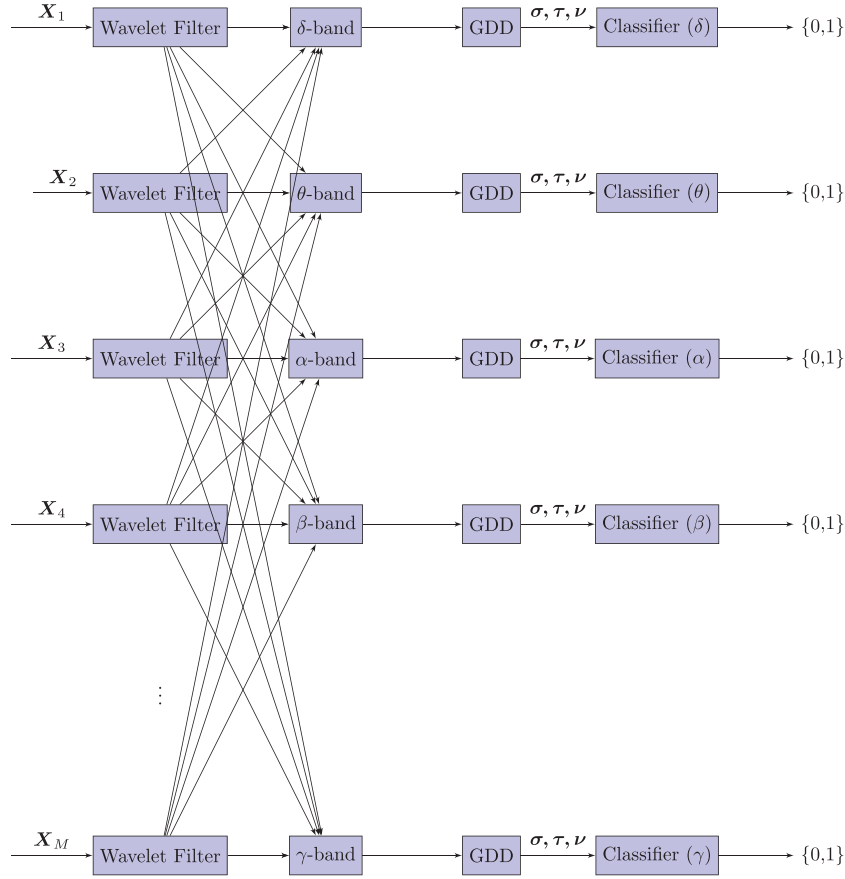 X₁ Wavelet Filter δ-band GDD σ, τ, ν Classifier (δ) {0,1}
X₂ Wavelet Filter θ-band GDD σ, τ, ν Classifier (θ) {0,1}
X₃ Wavelet Filter α-band GDD σ, τ, ν Classifier (α) {0,1}
X₄ Wavelet Filter β-band GDD σ, τ, ν Classifier (β) {0,1}
⋮
X_M Wavelet Filter γ-band GDD σ, τ, ν Classifier (γ) {0,1}